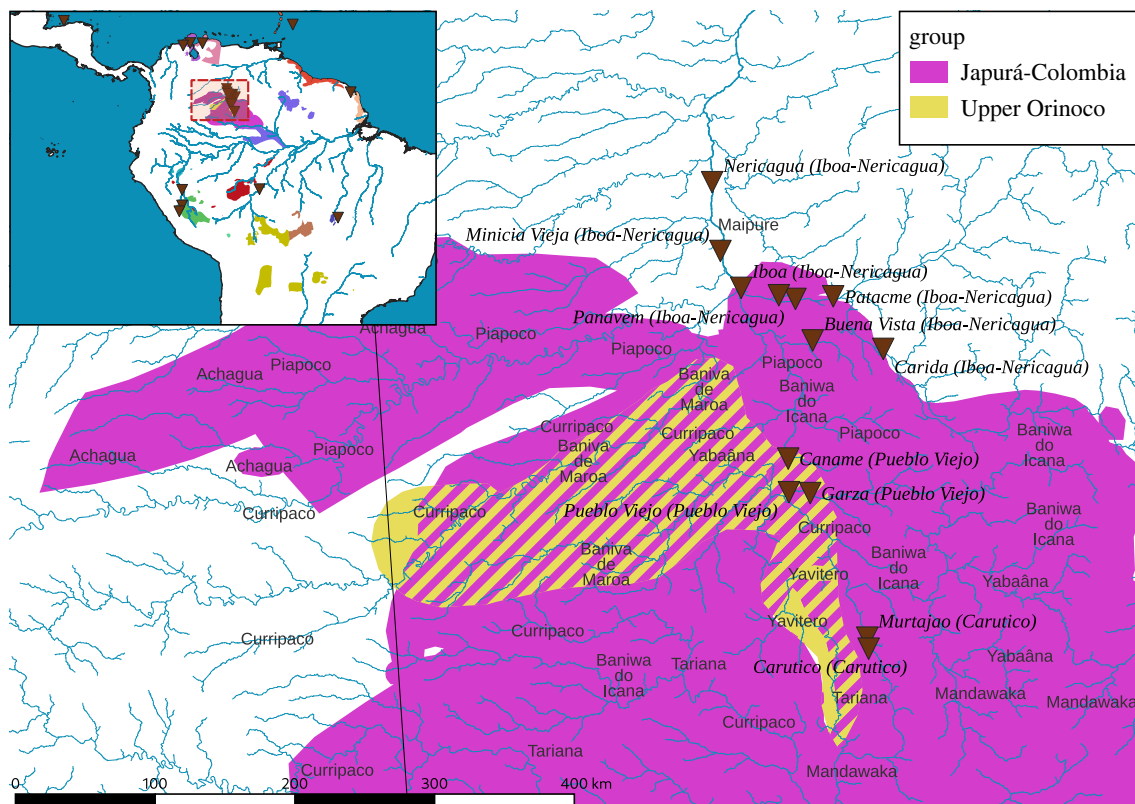 group
Japurá-Colombia
Upper Orinoco
Nericagua (Iboa-Nericagua)
Maipure
Minicia Vieja (Iboa-Nericagua)
Iboa (Iboa-Nericagua)
Patacme (Iboa-Nericagua)
Panavem (Iboa-Nericagua)
Buena Vista (Iboa-Nericagua)
Achagua
Piapoco
Piapoco
Carida (Iboa-Nericagua)
Piapoco
Piapoco
Achagua
Baniva
de
Maroa
Baniwa
do
Icana
Curripaco
Curripaco
Piapoco
Baniwa
do
Icana
Baniva
de
Maroa
Piapoco
Achagua
Achagua
Yabaâna
Caname (Pueblo Viejo)
Garza (Pueblo Viejo)
Pueblo Viejo (Pueblo Viejo)
Curripaco
Curripaco
Curripaco
Baniwa
do
Icana
Baniva
de
Maroa
Yavitero
Baniwa
do
Icana
Yabaâna
Yavitero
Murtajao (Carutico)
Curripaco
Curripaco
Carutico (Carutico)
Baniwa
do
Icana
Tariana
Yabaâna
Tariana
Mandawaka
Mandawaka
Curripaco
Tariana
Curripaco
Mandawaka
0 100 200 300 400 km